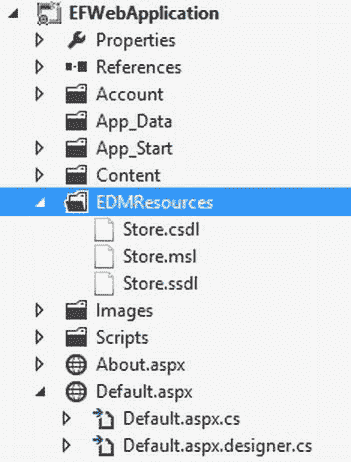 EFWebApplication
Properties
References
Account
App_Data
App_Start
Content
EDMResources
Store.csdl
Store.msl
Store.ssdl
Images
Scripts
About.aspx
Default.aspx
Default.aspx.cs
Default.aspx.designer.cs